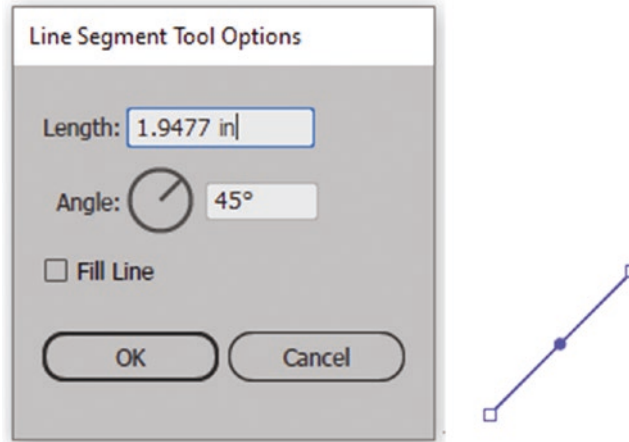 Line Segment Tool Options
Length: 1.9477 in
Angle: 45°
Fill Line
OK Cancel